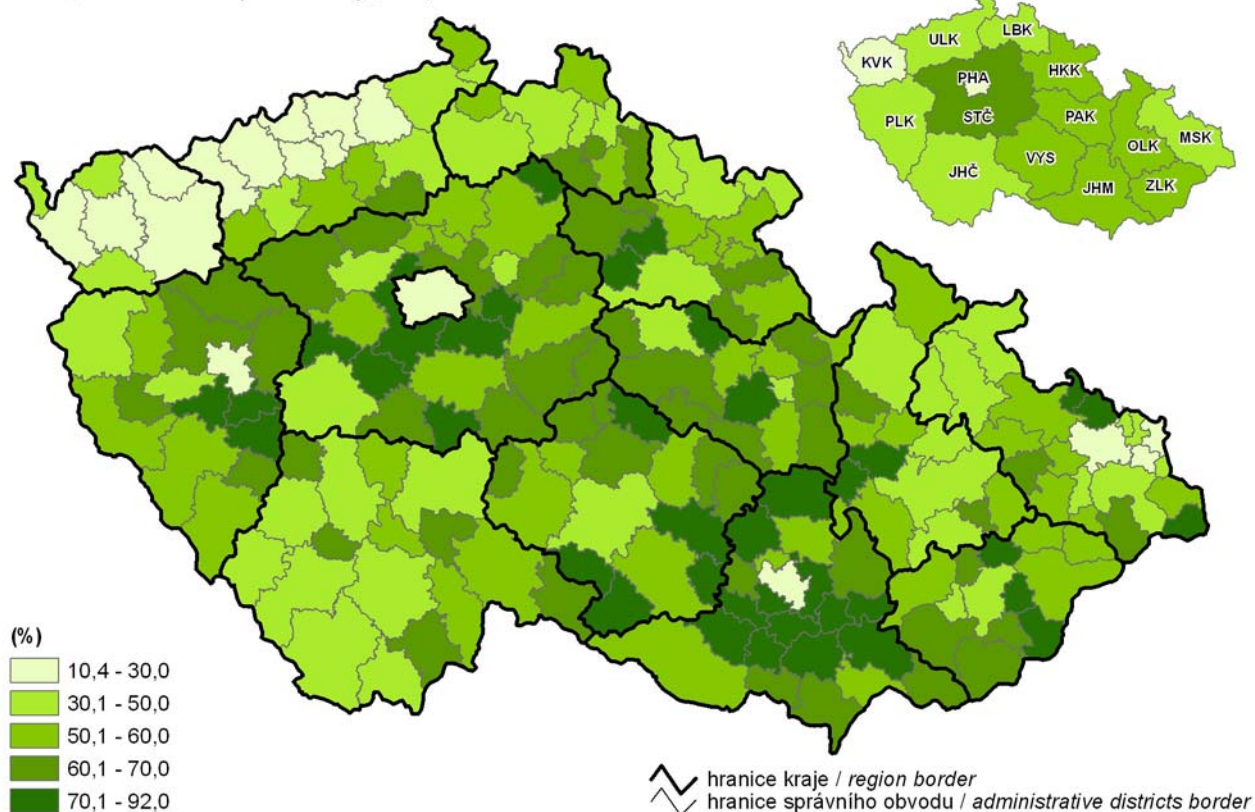 ULK
LBK
KVK
PHA
HKK
PLK
STČ
PAK
OLK
MSK
VYS
JHČ
JHM
ZLK
(%)
10,4 - 30,0
30,1 - 50,0
50,1 - 60,0
60,1 - 70,0
70,1 - 92,0
hranice kraje / region border
hranice správního obvodu / administrative districts border